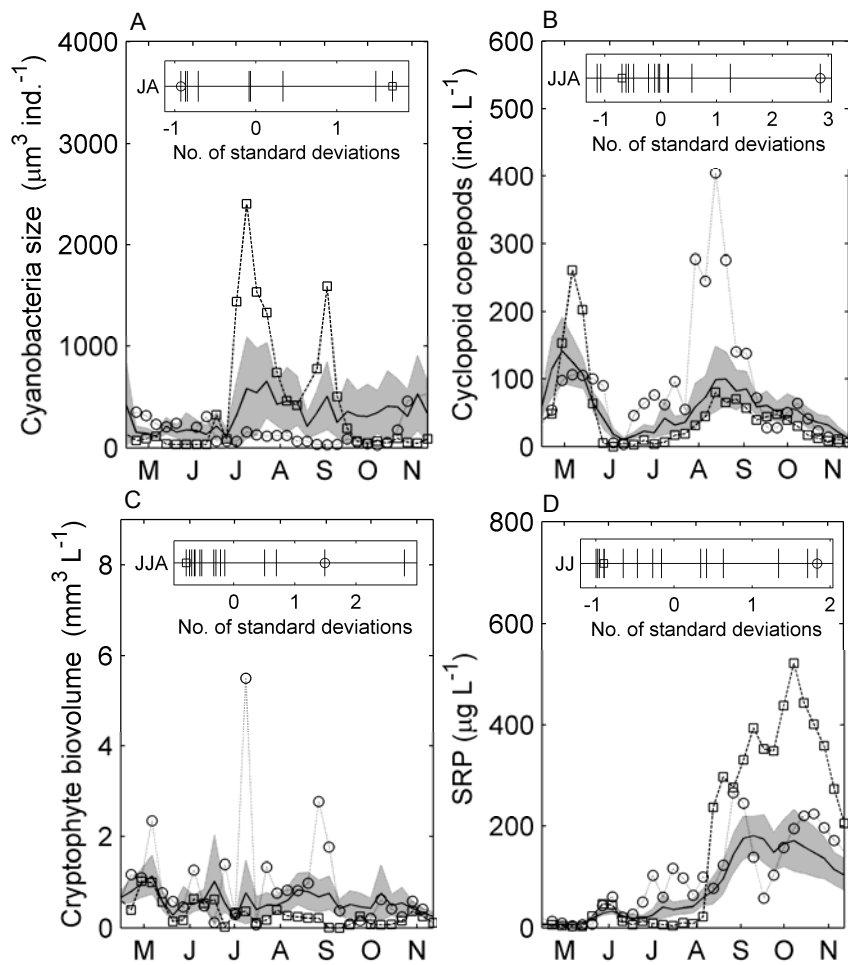 A
Cyanobacteria size (μm³ ind.⁻¹)
4000
3000
2000
1000
0
JA
-1 0 1
No. of standard deviations
M J J A S O N
B
Cyclopoid copepods (ind. L⁻¹)
600
500
400
300
200
100
0
JJA
-1 0 1 2 3
No. of standard deviations
M J J A S O N
C
Cryptophyte biovolume (mm³ L⁻¹)
8
6
4
2
0
JJA
0 1 2
No. of standard deviations
M J J A S O N
D
SRP (μg L⁻¹)
800
600
400
200
0
JJ
-1 0 1 2
No. of standard deviations
M J J A S O N